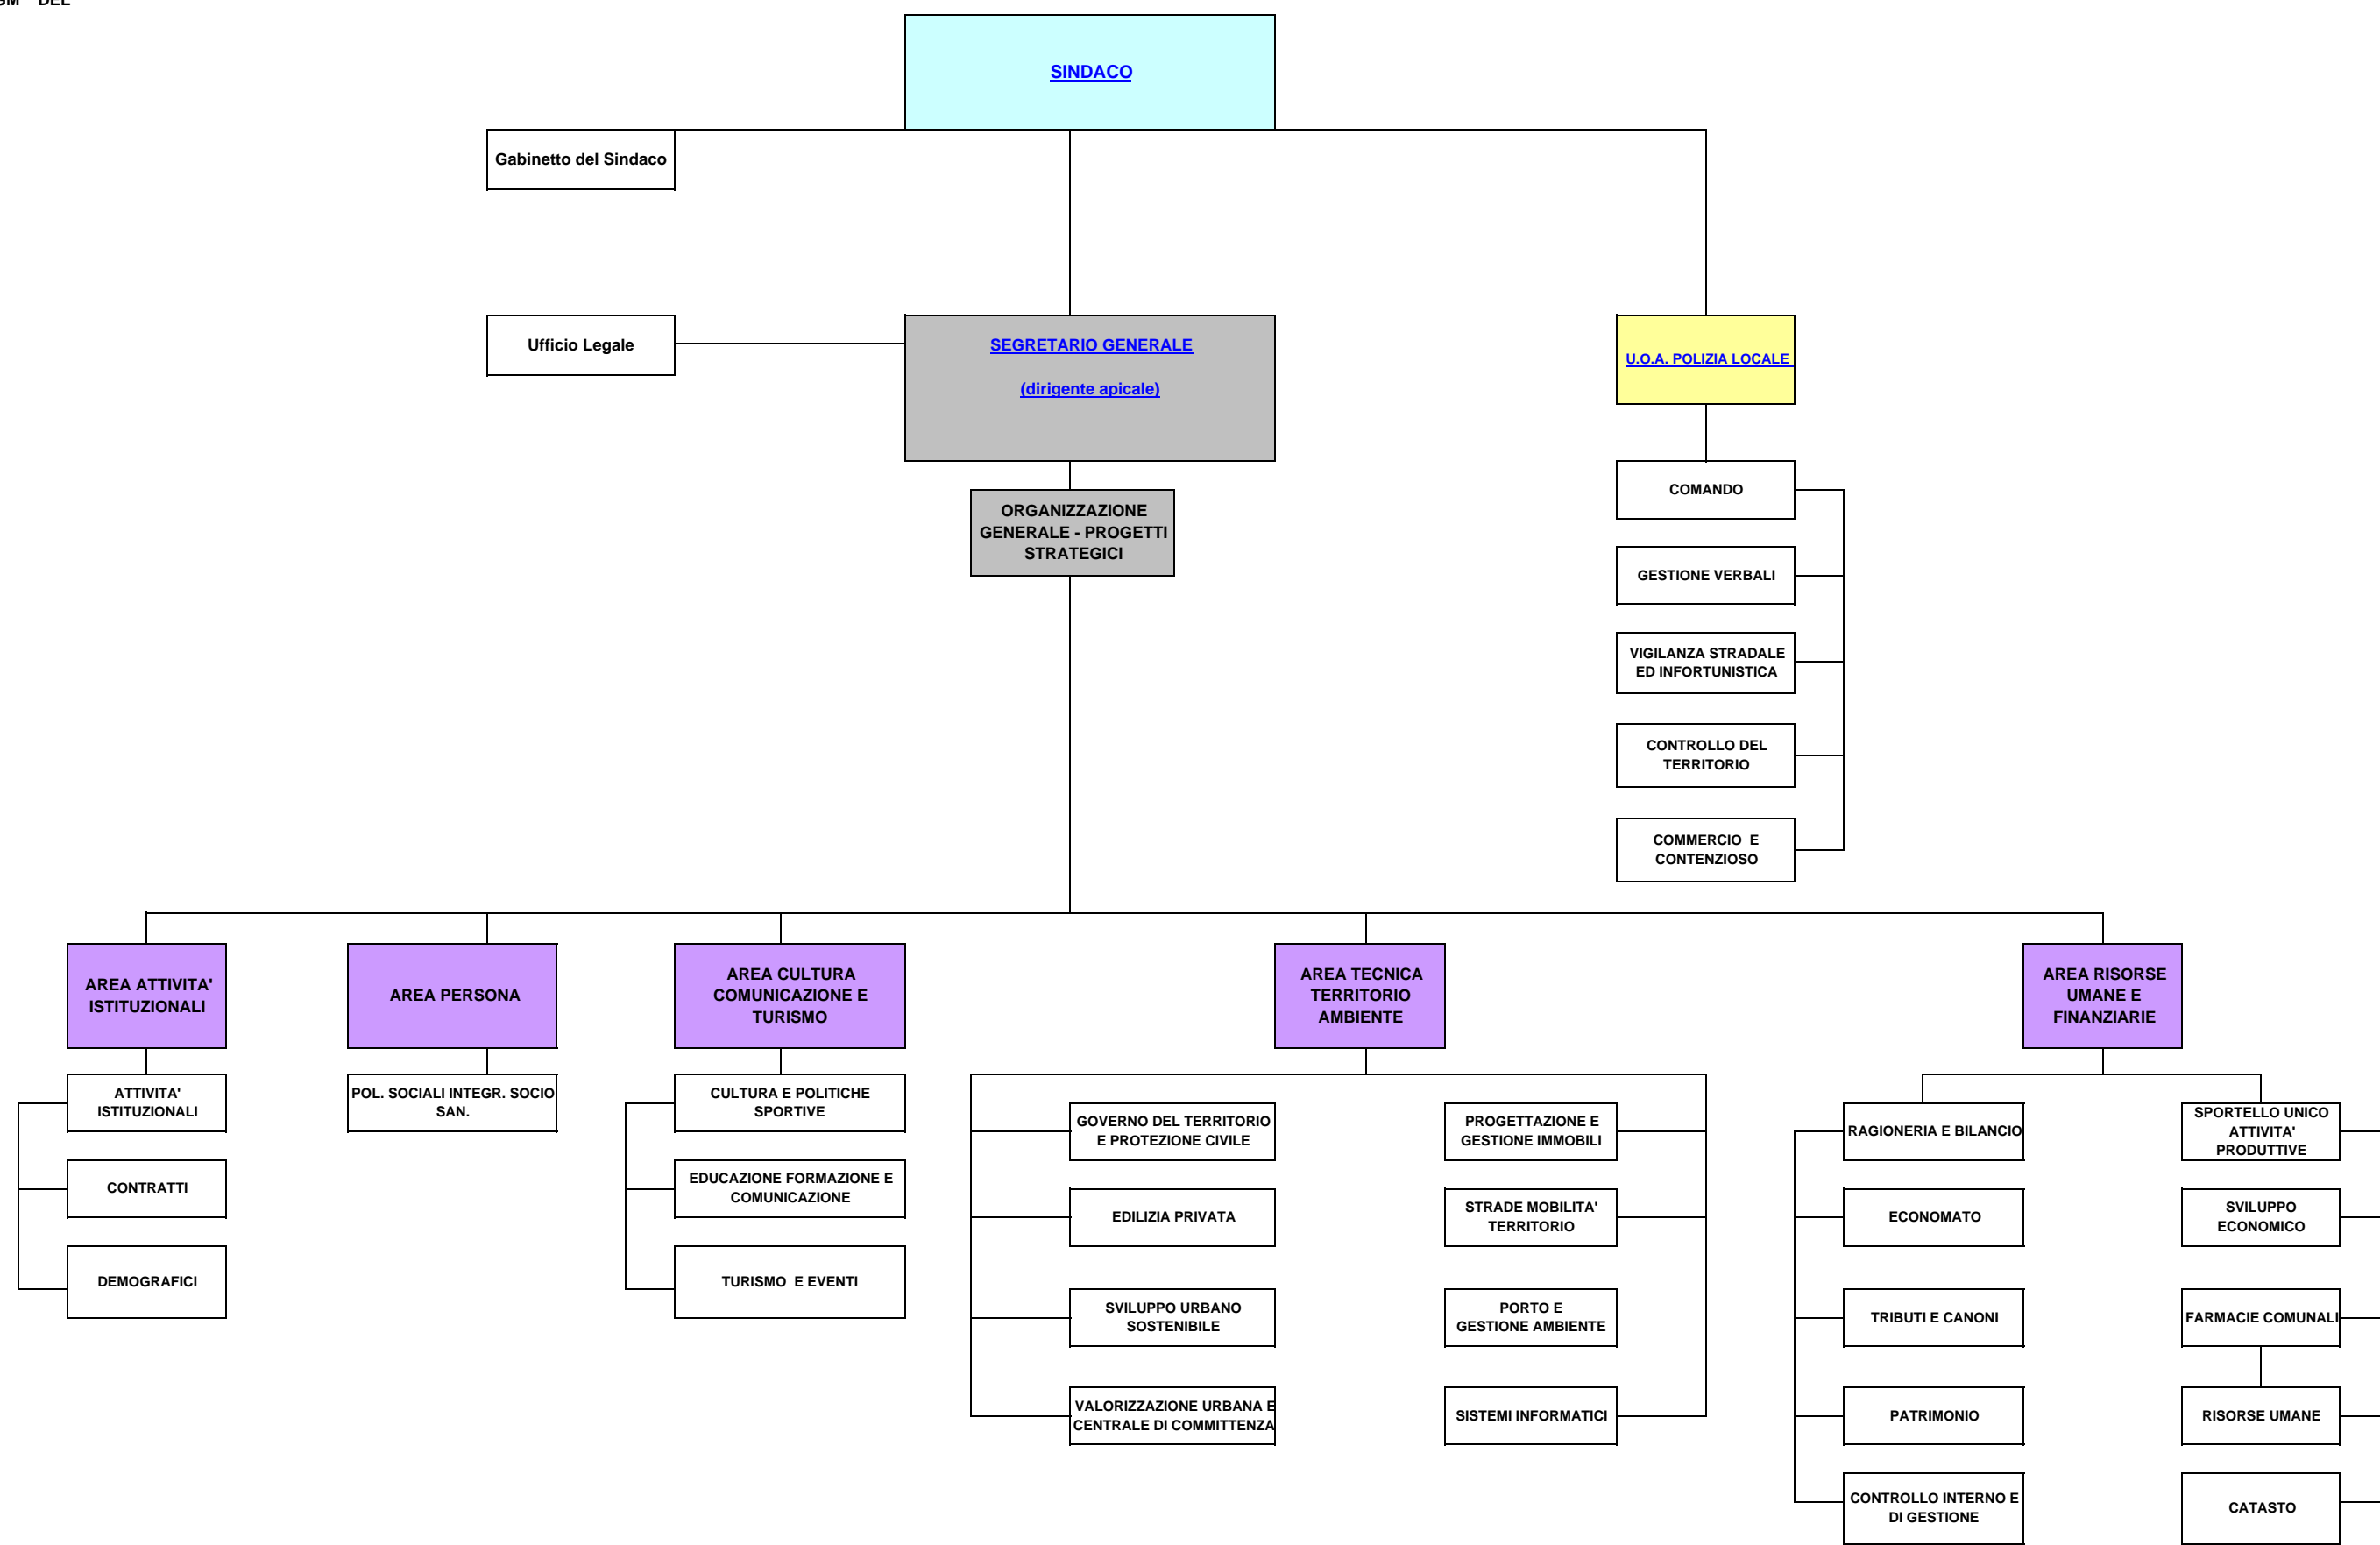 DEL
SINDACO
Gabinetto del Sindaco
Ufficio Legale
SEGRETARIO GENERALE
(dirigente apicale)
U.O.A. POLIZIA LOCALE
ORGANIZZAZIONE
GENERALE - PROGETTI
STRATEGICI
COMANDO
GESTIONE VERBALI
VIGILANZA STRADALE
ED INFORTUNISTICA
CONTROLLO DEL
TERRITORIO
COMMERCIO E
CONTENZIOSO
AREA ATTIVITA'
ISTITUZIONALI
AREA PERSONA
AREA CULTURA
COMUNICAZIONE E
TURISMO
AREA TECNICA
TERRITORIO
AMBIENTE
AREA RISORSE
UMANE E
FINANZIARIE
ATTIVITA'
ISTITUZIONALI
CONTRATTI
DEMOGRAFICI
POL. SOCIALI INTEGR. SOCIO
SAN.
CULTURA E POLITICHE
SPORTIVE
EDUCAZIONE FORMAZIONE E
COMUNICAZIONE
TURISMO E EVENTI
GOVERNO DEL TERRITORIO
E PROTEZIONE CIVILE
EDILIZIA PRIVATA
SVILUPPO URBANO
SOSTENIBILE
VALORIZZAZIONE URBANA E
CENTRALE DI COMMITTENZA
PROGETTAZIONE E
GESTIONE IMMOBILI
STRADE MOBILITA'
TERRITORIO
PORTO E
GESTIONE AMBIENTE
SISTEMI INFORMATICI
RAGIONERIA E BILANCIO
ECONOMATO
TRIBUTI E CANONI
PATRIMONIO
CONTROLLO INTERNO E
DI GESTIONE
SPORTELLO UNICO
ATTIVITA'
PRODUTTIVE
SVILUPPO
ECONOMICO
FARMACIE COMUNALI
RISORSE UMANE
CATASTO